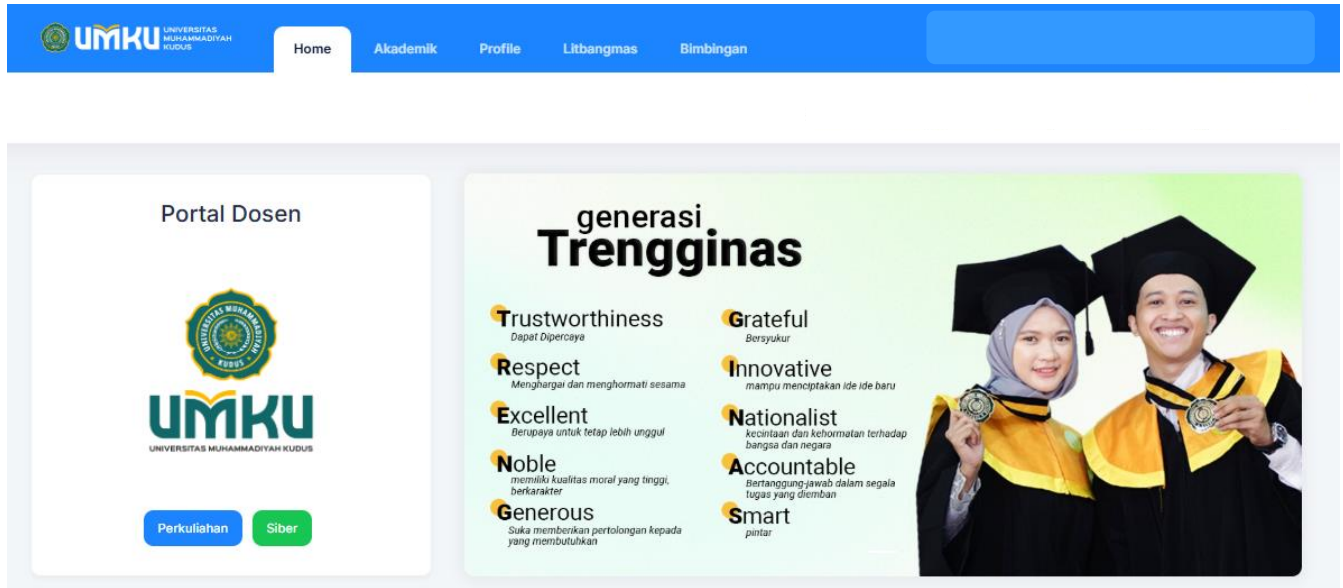 UMKU
UNIVERSITAS
MUHAMMADIYAH
KUDUS
Home
Akademik
Profile
Litbangmas
Bimbingan
Portal Dosen
UNIVERSITAS MUHAMMADIYAH
KUDUS
UMKU
UNIVERSITAS MUHAMMADIYAH KUDUS
Perkuliahan
Siber
generasi
Trengginas
Trustworthiness
Dapat Dipercaya
Respect
Menghargai dan menghormati sesama
Excellent
Berupaya untuk tetap lebih unggul
Noble
memiliki kualitas moral yang tinggi,
berkarakter
Generous
Suka memberikan pertolongan kepada
yang membutuhkan
Grateful
Bersyukur
Innovative
mampu menciptakan ide ide baru
Nationalist
kecintaan dan kehormatan terhadap
bangsa dan negara
Accountable
Bertanggung-jawab dalam segala
tugas yang diemban
Smart
pintar